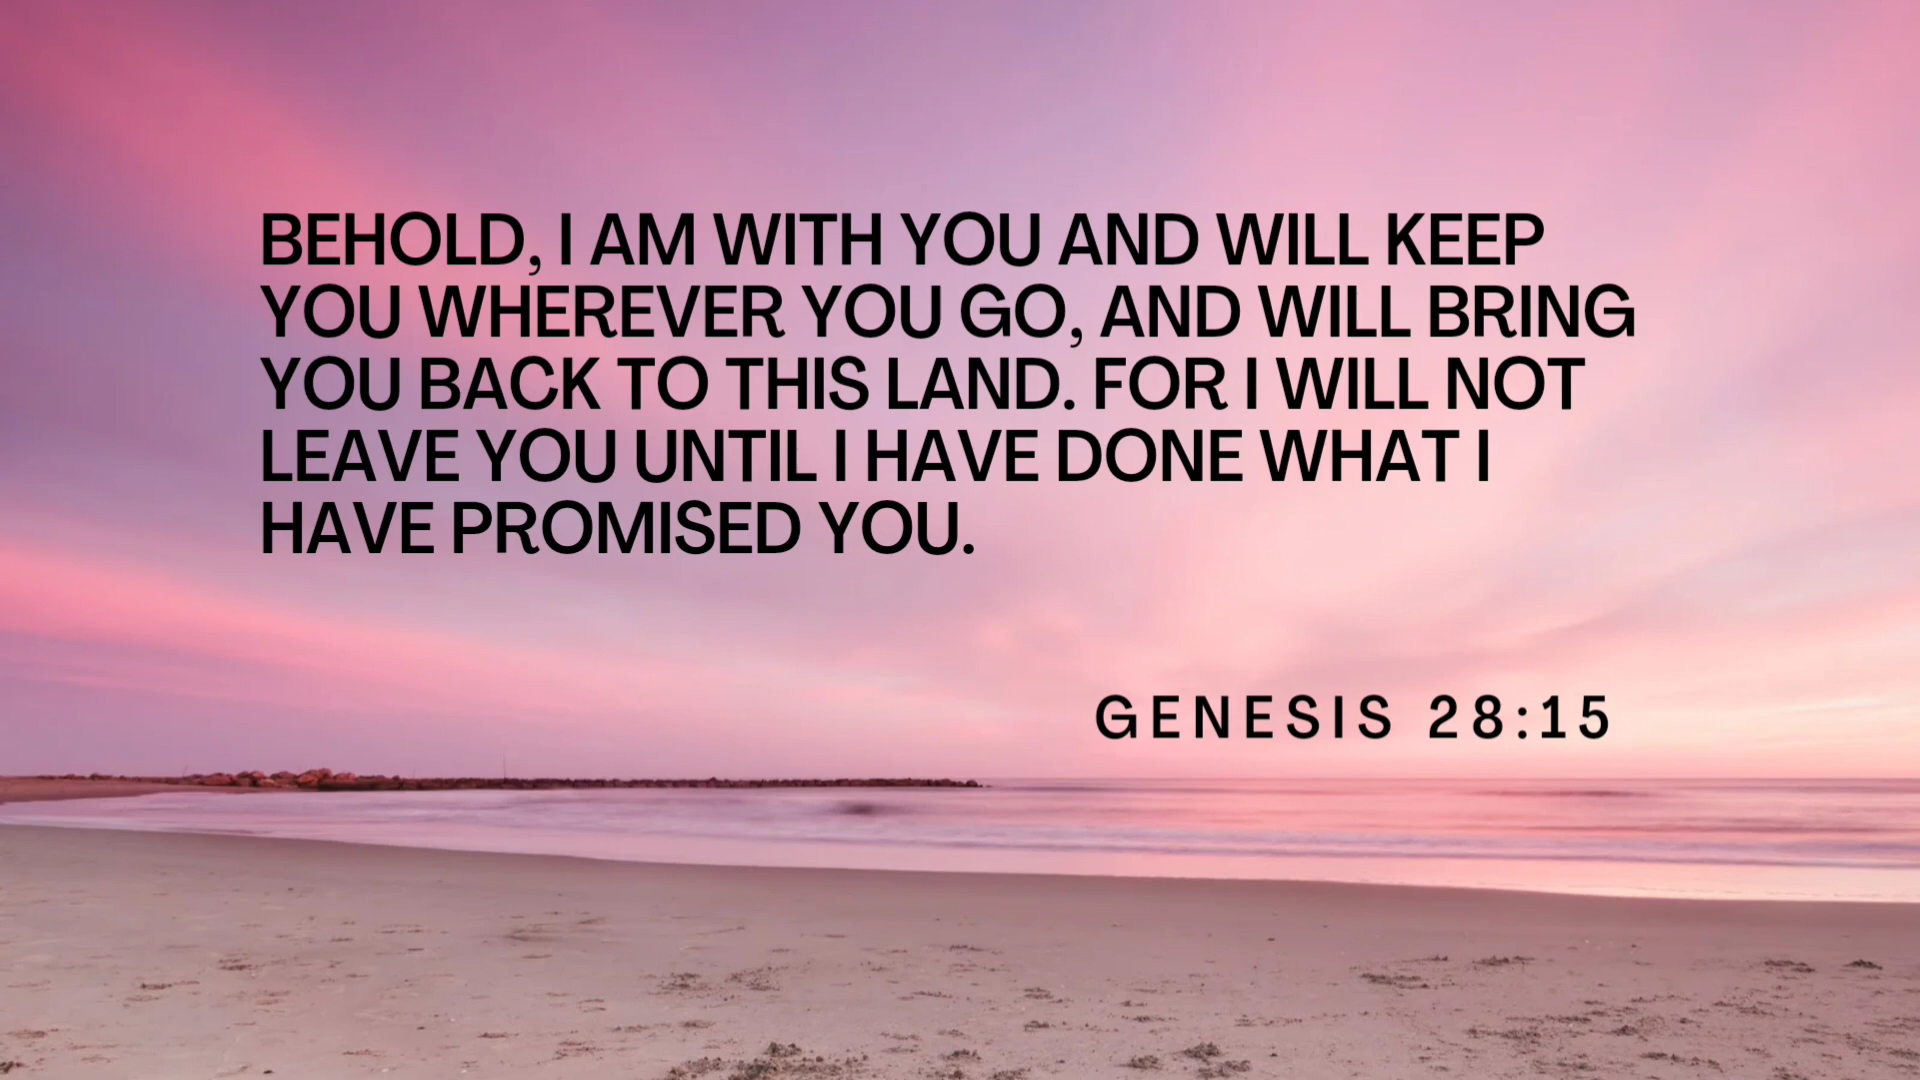 BEHOLD, I AM WITH YOU AND WILL KEEP
YOU WHEREVER YOU GO, AND WILL BRING
YOU BACK TO THIS LAND. FOR I WILL NOT
LEAVE YOU UNTIL I HAVE DONE WHAT I
HAVE PROMISED YOU.
GENESIS 28:15